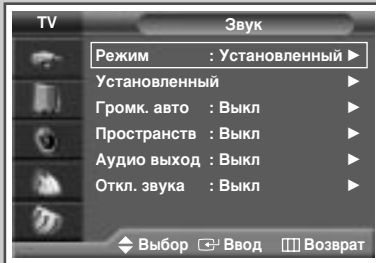 TV Звук
Режим : Установленный ►
Установленный ►
Громк. авто : Выкл ►
Пространств : Выкл ►
Аудио выход : Выкл ►
Откл. звука : Выкл ►
Выбор Ввод Возврат